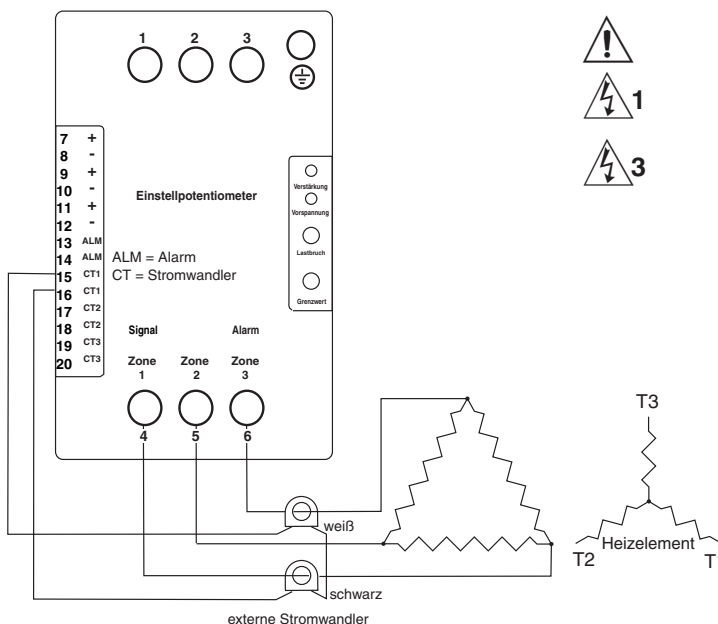 1 2 3
1
3
7 +
8 -
9 +
10 -
11 +
12 -
13 ALM
14 ALM
15 CT1
16 CT1
17 CT2
18 CT2
19 CT3
20 CT3
Einstellpotentiometer
Verstärkung
Vorspannung
Lastbruch
Grenzwert
ALM = Alarm
CT = Stromwandler
Signal Alarm
Zone 1
Zone 2
Zone 3
4 5 6
weiß
schwarz
externe Stromwandler
T3
Heizelement
T2 T